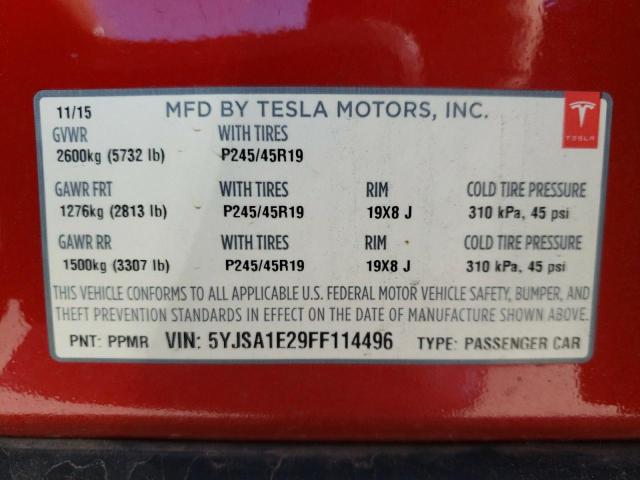 11/15 MFD BY TESLA MOTORS, INC.
GVWR WITH TIRES
2600kg (5732 lb) P245/45R19
TESLA
GAWR FRT WITH TIRES RIM COLD TIRE PRESSURE
1276kg (2813 lb) P245/45R19 19X8 J 310 kPa, 45 psi
GAWR RR WITH TIRES RIM COLD TIRE PRESSURE
1500kg (3307 lb) P245/45R19 19X8 J 310 kPa, 45 psi
THIS VEHICLE CONFORMS TO ALL APPLICABLE U.S. FEDERAL MOTOR VEHICLE SAFETY, BUMPER, AND
THEFT PREVENTION STANDARDS IN EFFECT ON THE DATE OF MANUFACTURE SHOWN ABOVE.
PNT: PPMR VIN: 5YJSA1E29FF114496 TYPE: PASSENGER CAR